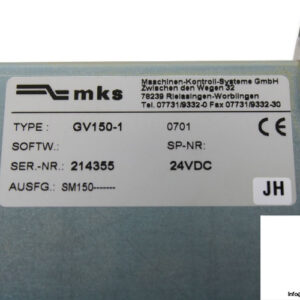 mks
Maschinen-Kontroll-Systeme GmbH
Zwischen den Wegen 32
78239 Rielasingen-Worblingen
Tel. 07731/9332-0 Fax 07731/9332-30
TYPE : GV150-1 0701 CE
SOFTW.: SP-NR:
SER.-NR.: 214355 24VDC
AUSFG.: SM150-------
JH